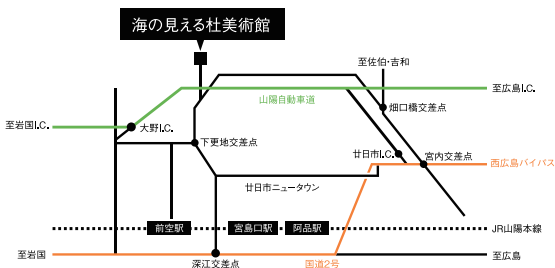 海の見える杜美術館
至佐伯・吉和
山陽自動車道
至広島I.C.
畑口橋交差点
至岩国I.C.
大野I.C.
下更地交差点
廿日市I.C.
宮内交差点
西広島バイパス
廿日市ニュータウン
前空駅
宮島口駅
阿品駅
JR山陽本線
至岩国
深江交差点
国道2号
至広島